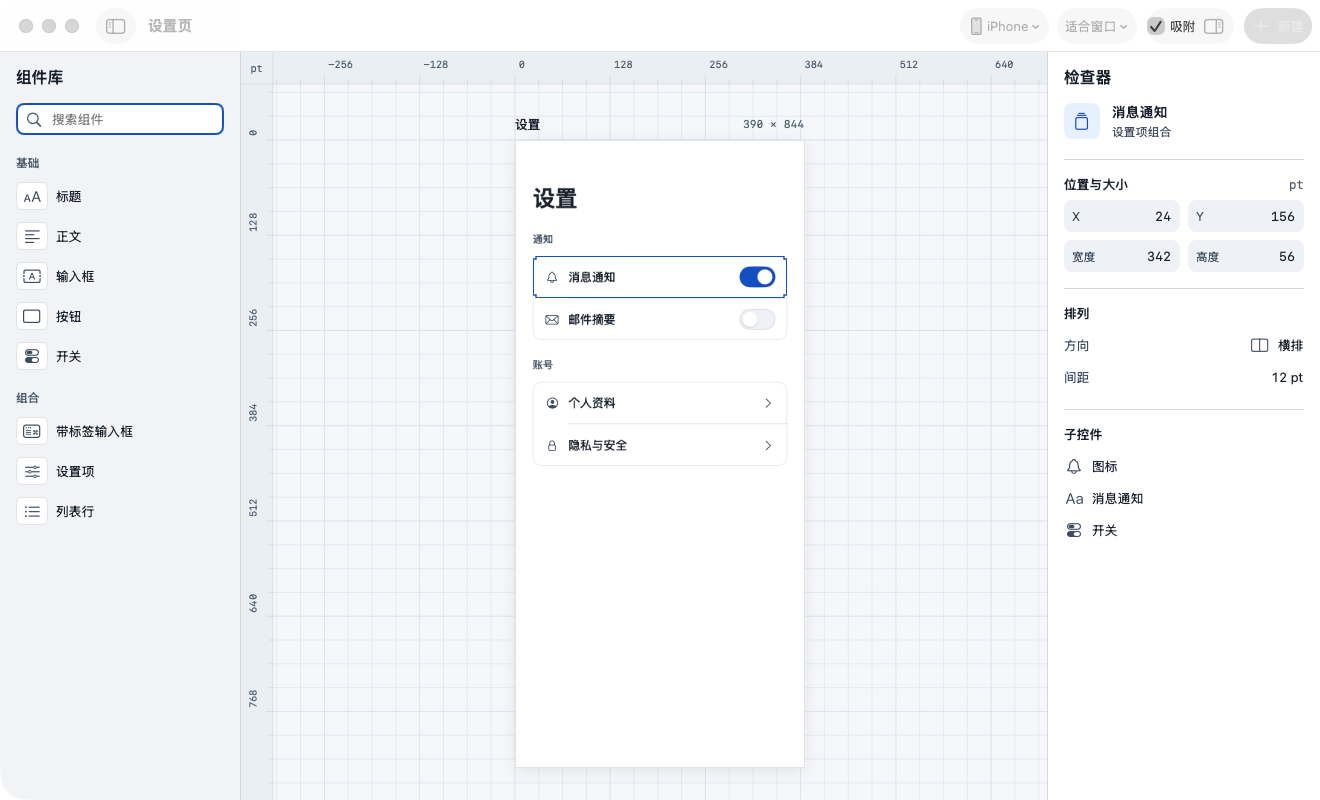 设置页
iPhone
适合窗口
吸附
新建
组件库
搜索组件
基础
AA 标题
正文
A 输入框
按钮
开关
组合
带标签输入框
设置项
列表行
pt
−256 −128 0 128 256 384 512 640
0
128
256
384
512
640
768
设置 390 × 844
设置
通知
消息通知
邮件摘要
账号
个人资料
隐私与安全
检查器
消息通知
设置项组合
位置与大小 pt
X 24 Y 156
宽度 342 高度 56
排列
方向 横排
间距 12 pt
子控件
图标
Aa 消息通知
开关